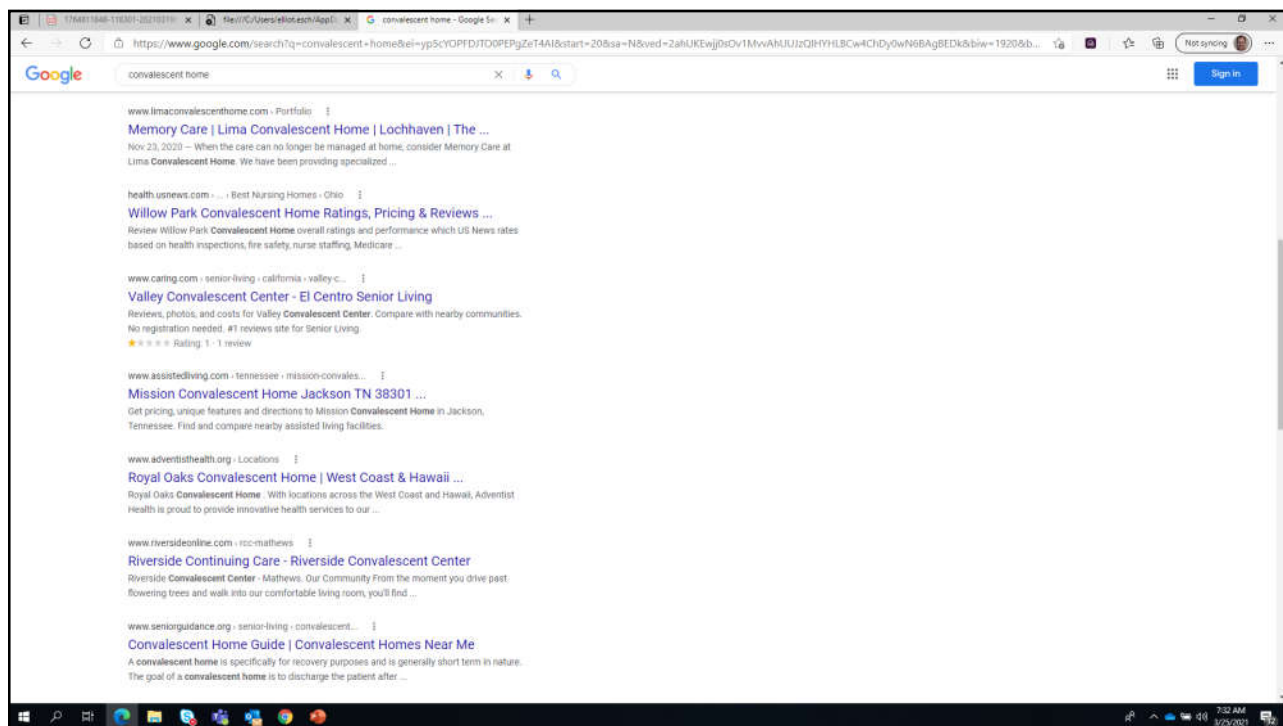 1764811646-118301-20210319
file:///C:/Users/elliot.esch/AppD
convalescent home - Google Se
https://www.google.com/search?q=convalescent+home&ei=
Not syncing
Google
convalescent home
Sign in
www.limaconvalescenthome.com › Portfolio
Memory Care | Lima Convalescent Home | Lochhaven | The ...
Nov 23, 2020 — When the care can no longer be managed at home, consider Memory Care at
Lima Convalescent Home. We have been providing specialized ...
health.usnews.com › ... › Best Nursing Homes › Ohio
Willow Park Convalescent Home Ratings, Pricing & Reviews ...
Review Willow Park Convalescent Home overall ratings and performance which US News rates
based on health inspections, fire safety, nurse staffing, Medicare ...
www.caring.com › senior-living › california › valley-c...
Valley Convalescent Center - El Centro Senior Living
Reviews, photos, and costs for Valley Convalescent Center. Compare with nearby communities.
No registration needed. #1 reviews site for Senior Living.
Rating: 1 · 1 review
www.assistedliving.com › tennessee › mission-convales...
Mission Convalescent Home Jackson TN 38301 ...
Get pricing, unique features and directions to Mission Convalescent Home in Jackson,
Tennessee. Find and compare nearby assisted living facilities.
www.adventisthealth.org › Locations
Royal Oaks Convalescent Home | West Coast & Hawaii ...
Royal Oaks Convalescent Home . With locations across the West Coast and Hawaii, Adventist
Health is proud to provide innovative health services to our ...
www.riversideonline.com › rcc-mathews
Riverside Continuing Care - Riverside Convalescent Center
Riverside Convalescent Center - Mathews. Our Community From the moment you drive past
flowering trees and walk into our comfortable living room, you'll find ...
www.seniorguidance.org › senior-living › convalescent...
Convalescent Home Guide | Convalescent Homes Near Me
A convalescent home is specifically for recovery purposes and is generally short term in nature.
The goal of a convalescent home is to discharge the patient after ...
7:32 AM
3/25/2021